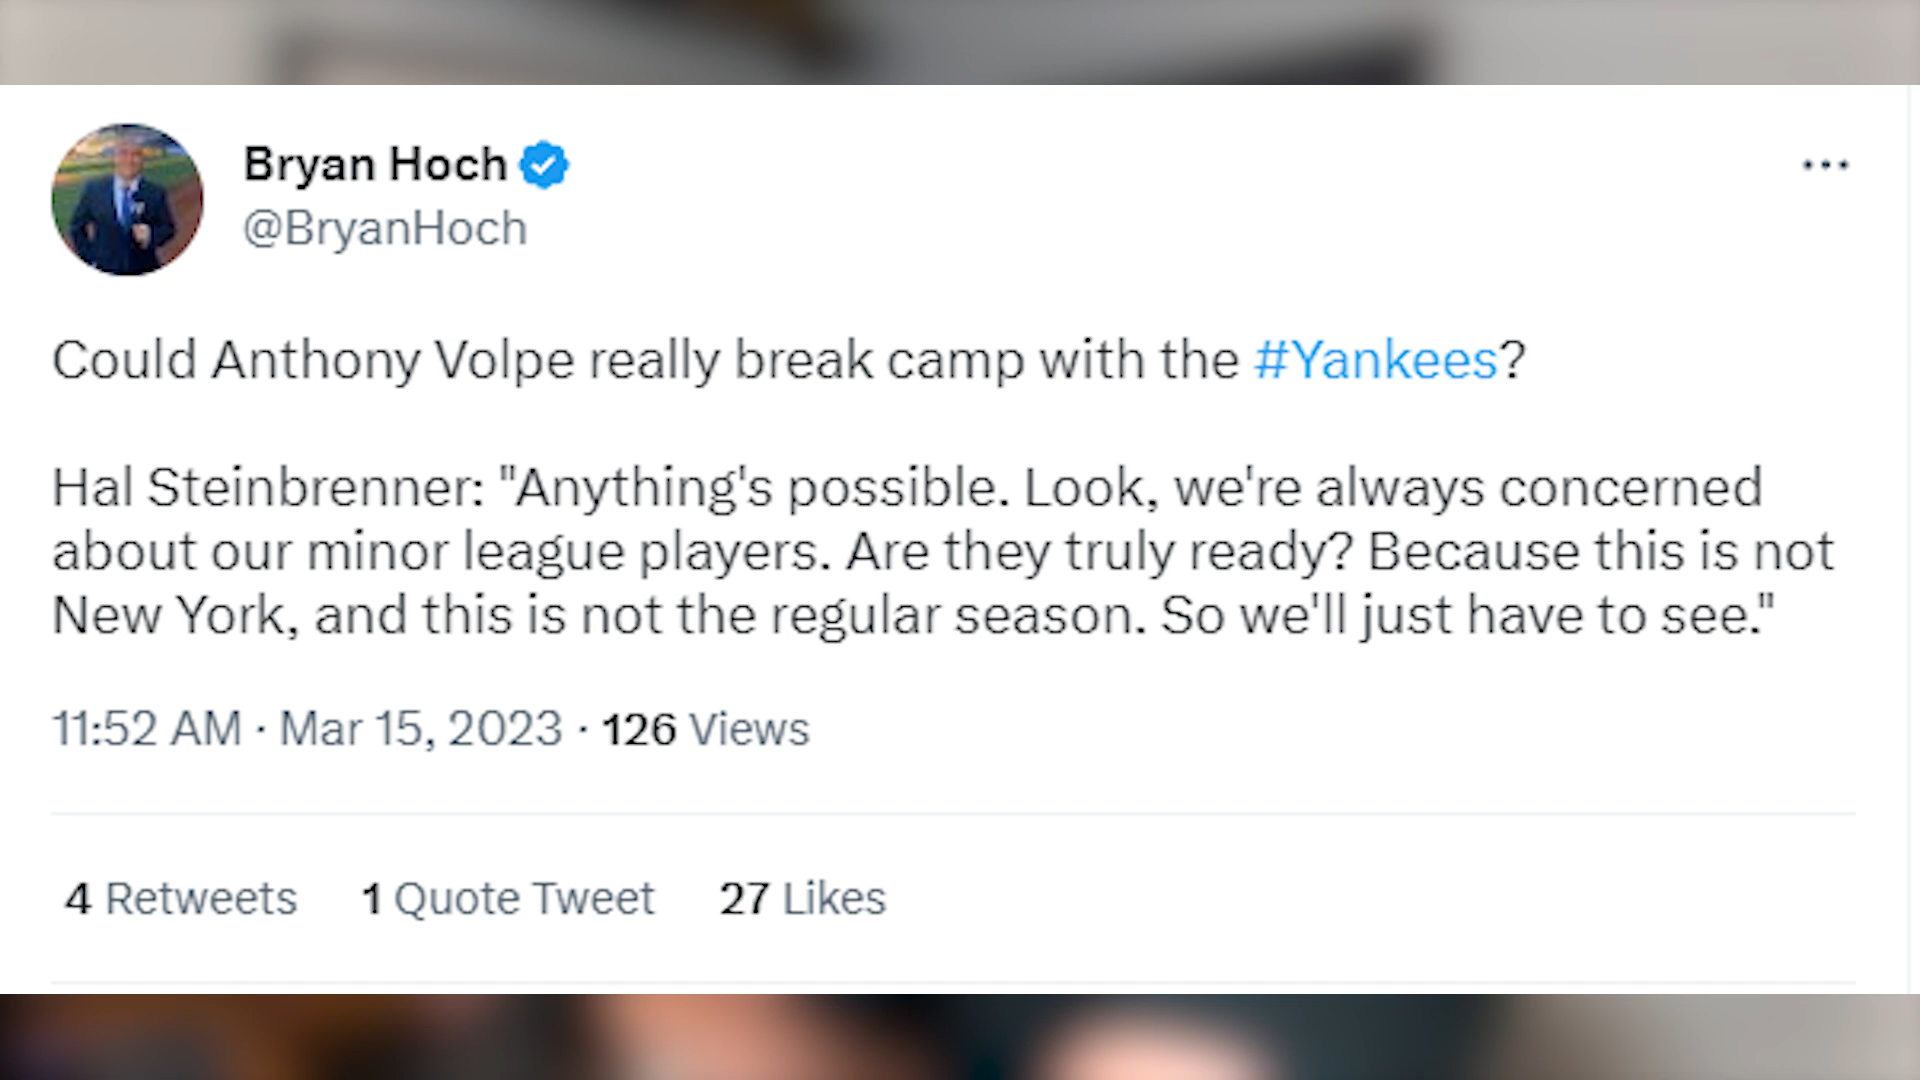 Bryan Hoch
@BryanHoch
Could Anthony Volpe really break camp with the #Yankees?
Hal Steinbrenner: "Anything's possible. Look, we're always concerned
about our minor league players. Are they truly ready? Because this is not
New York, and this is not the regular season. So we'll just have to see."
11:52 AM · Mar 15, 2023 · 126 Views
4 Retweets 1 Quote Tweet 27 Likes